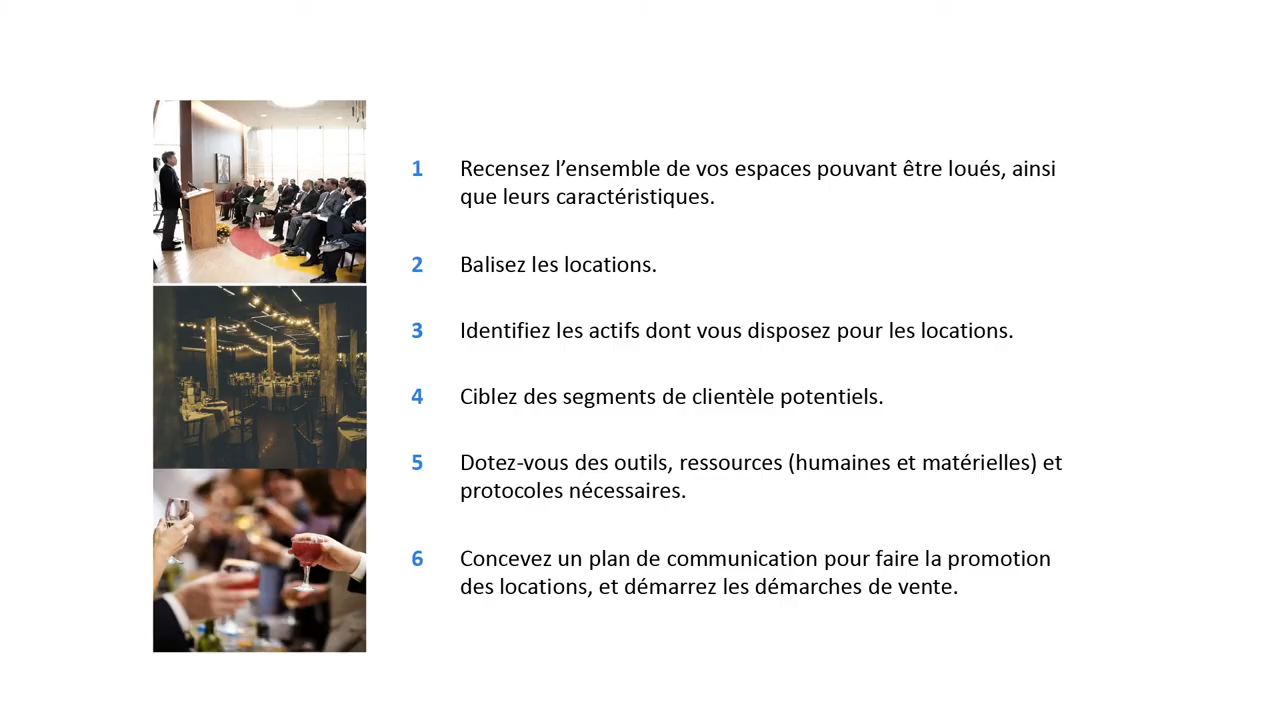 1 Recensez l’ensemble de vos espaces pouvant être loués, ainsi
que leurs caractéristiques.
2 Balisez les locations.
3 Identifiez les actifs dont vous disposez pour les locations.
4 Ciblez des segments de clientèle potentiels.
5 Dotez-vous des outils, ressources (humaines et matérielles) et
protocoles nécessaires.
6 Concevez un plan de communication pour faire la promotion
des locations, et démarrez les démarches de vente.